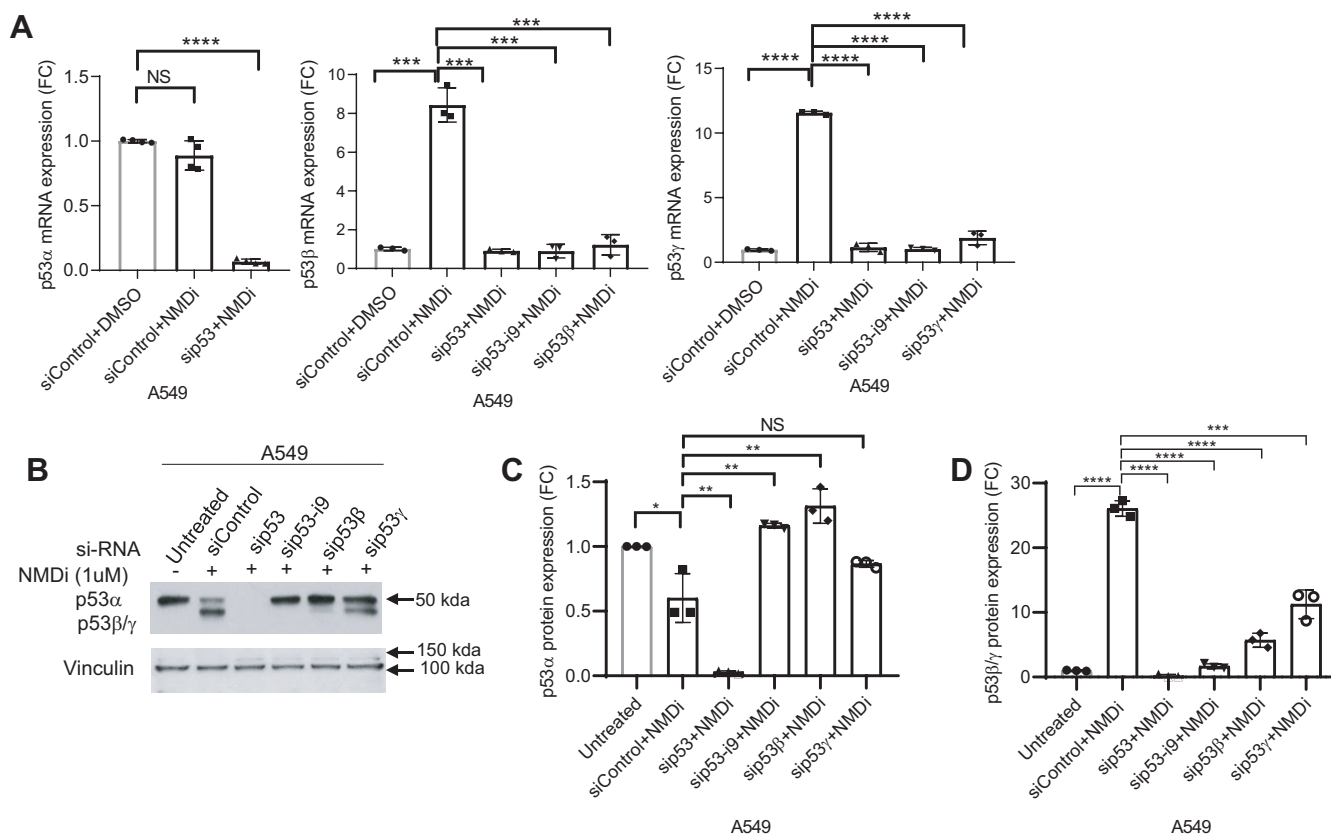 A
p53α mRNA expression (FC)
1.5
1.0
0.5
0.0
****
NS
siControl+DMSO
siControl+NMDi
sip53+NMDi
A549
p53β mRNA expression (FC)
10
8
6
4
2
0
***
***
***
***
siControl+DMSO
siControl+NMDi
sip53+NMDi
sip53-i9+NMDi
sip53β+NMDi
A549
p53γ mRNA expression (FC)
15
10
5
0
****
****
****
****
siControl+DMSO
siControl+NMDi
sip53+NMDi
sip53-i9+NMDi
sip53γ+NMDi
A549
B
A549
si-RNA
Untreated
siControl
sip53
sip53-i9
sip53β
sip53γ
NMDi (1uM) - + + + + +
p53α
50 kda
p53β/γ
150 kda
Vinculin
100 kda
C
p53α protein expression (FC)
1.5
1.0
0.5
0.0
NS
**
**
*
**
Untreated
siControl+NMDi
sip53+NMDi
sip53-i9+NMDi
sip53β+NMDi
sip53γ+NMDi
A549
D
p53β/γ protein expression (FC)
30
20
10
0
***
****
****
****
****
Untreated
siControl+NMDi
sip53+NMDi
sip53-i9+NMDi
sip53β+NMDi
sip53γ+NMDi
A549